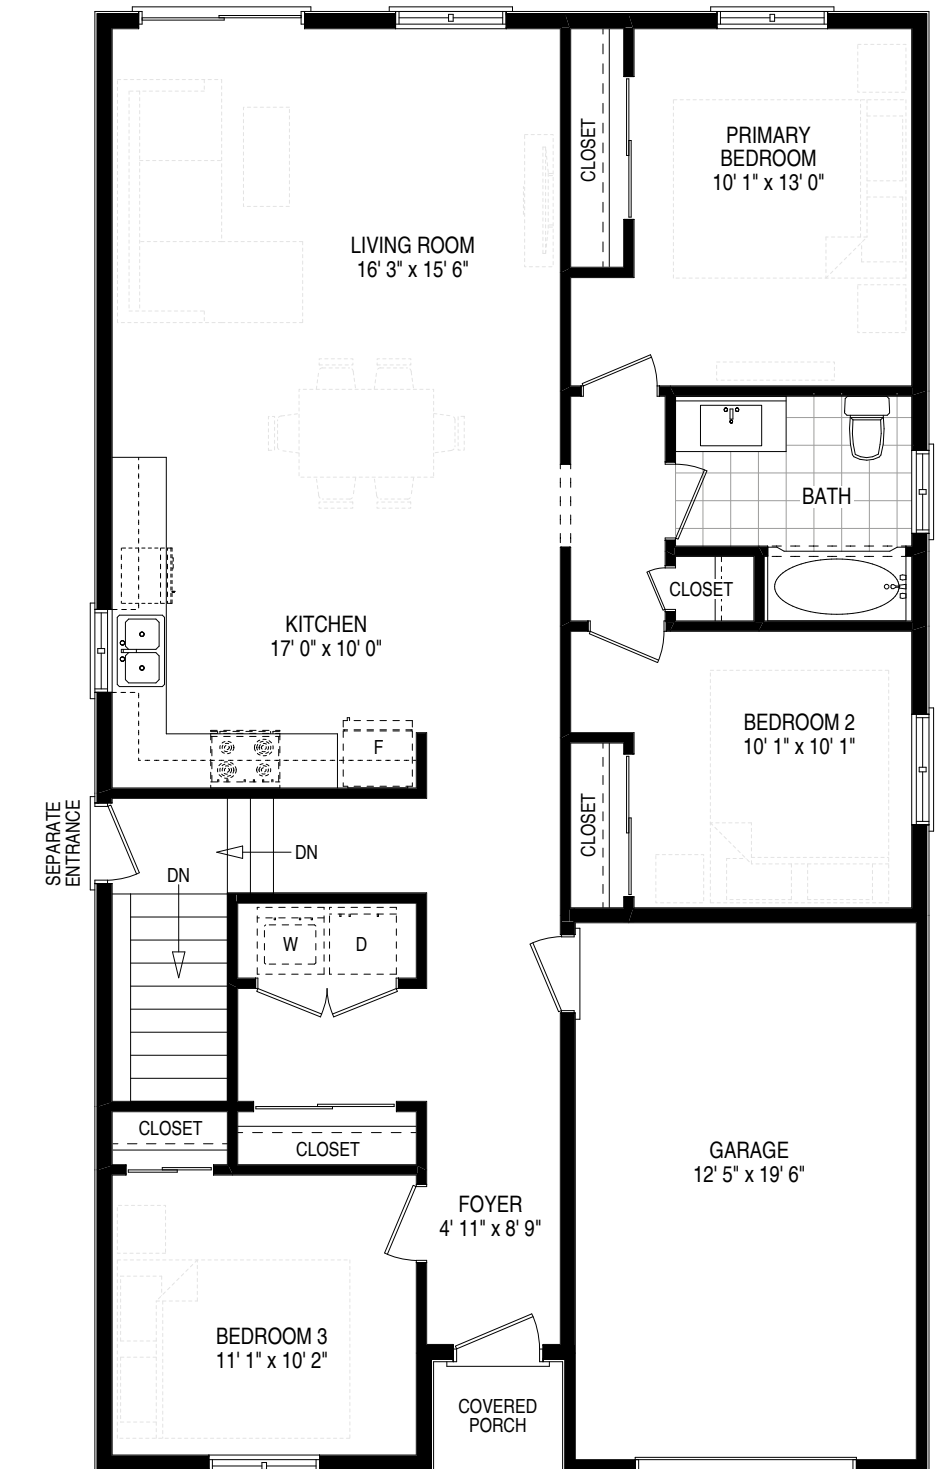 PRIMARY
BEDROOM
10' 1" x 13' 0"
CLOSET
LIVING ROOM
16' 3" x 15' 6"
BATH
CLOSET
KITCHEN
17' 0" x 10' 0"
F
BEDROOM 2
10' 1" x 10' 1"
CLOSET
SEPARATE
ENTRANCE
DN
DN
W
D
CLOSET
CLOSET
GARAGE
12' 5" x 19' 6"
FOYER
4' 11" x 8' 9"
BEDROOM 3
11' 1" x 10' 2"
COVERED
PORCH